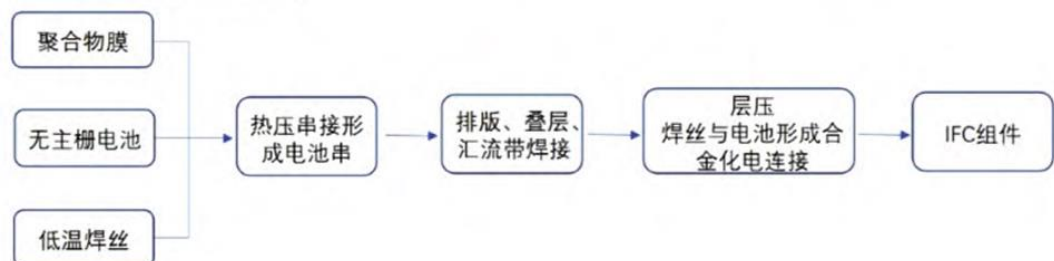 聚合物膜
无主栅电池
低温焊丝
热压串接形
成电池串
排版、叠层、
汇流带焊接
层压
焊丝与电池形成合
金化电连接
IFC组件